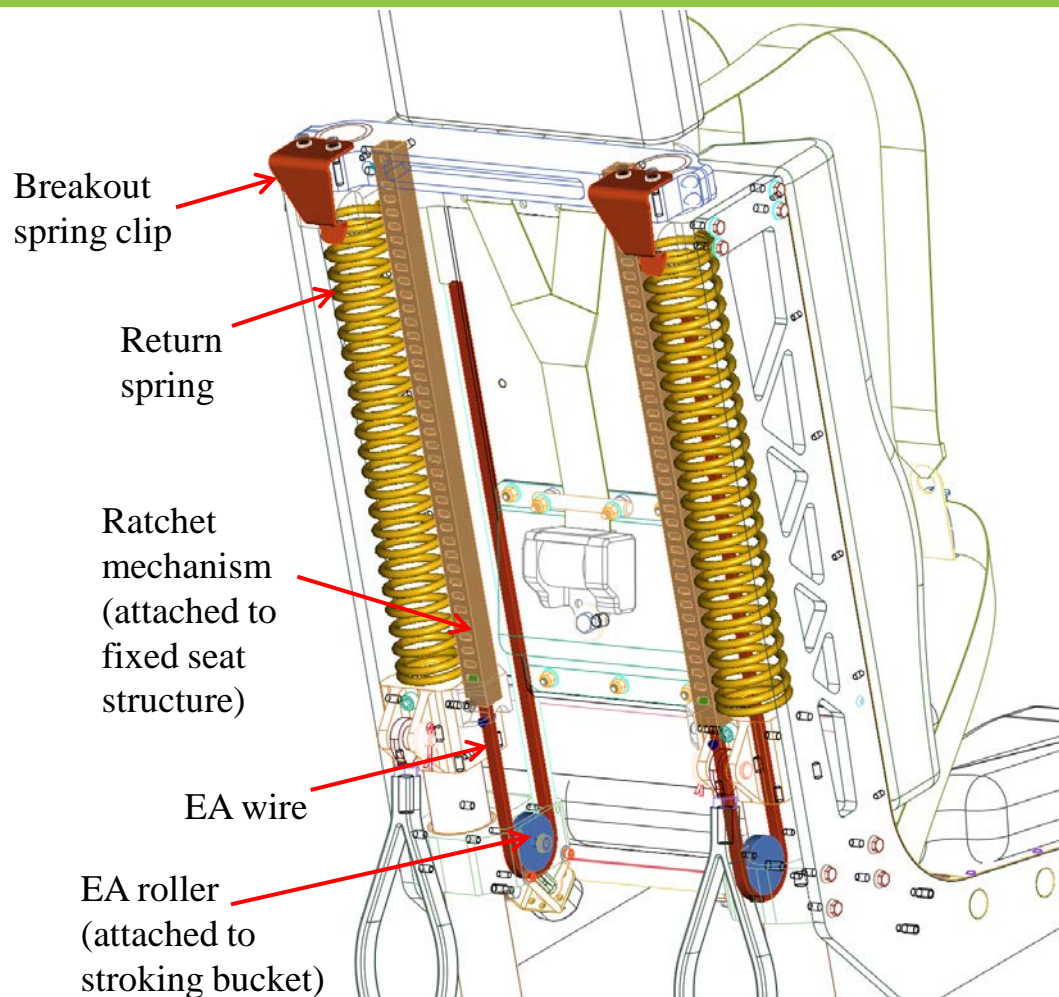 Breakout
spring clip
Return
spring
Ratchet
mechanism
(attached to
fixed seat
structure)
EA wire
EA roller
(attached to
stroking bucket)